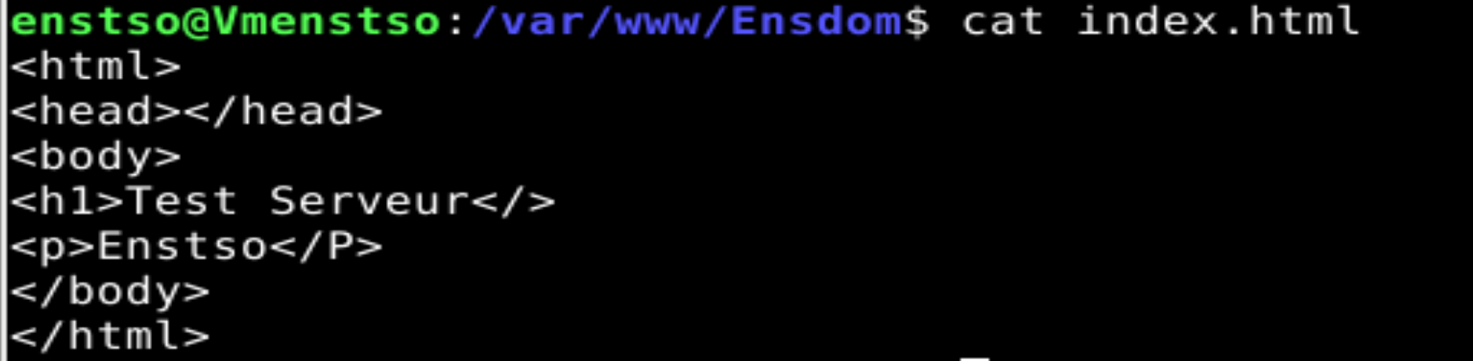 enstso@Vmenstso:/var/www/Ensdom$ cat index.html
<html>
<head></head>
<body>
<h1>Test Serveur</>
<p>Enstso</P>
</body>
</html>